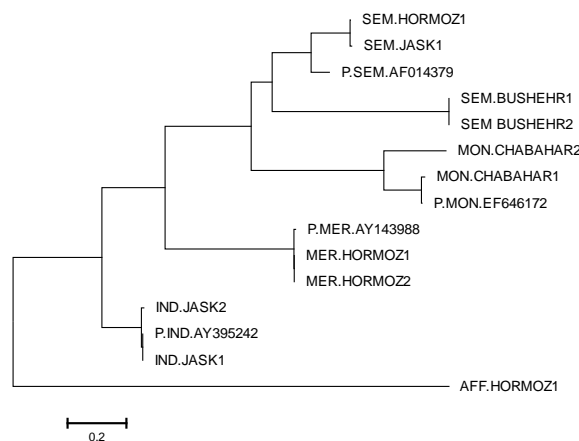 SEM.HORMOZ1
SEM.JASK1
P.SEM.AF014379
SEM.BUSHEHR1
SEM BUSHEHR2
MON.CHABAHAR2
MON.CHABAHAR1
P.MON.EF646172
P.MER.AY143988
MER.HORMOZ1
MER.HORMOZ2
IND.JASK2
P.IND.AY395242
IND.JASK1
AFF.HORMOZ1
0.2